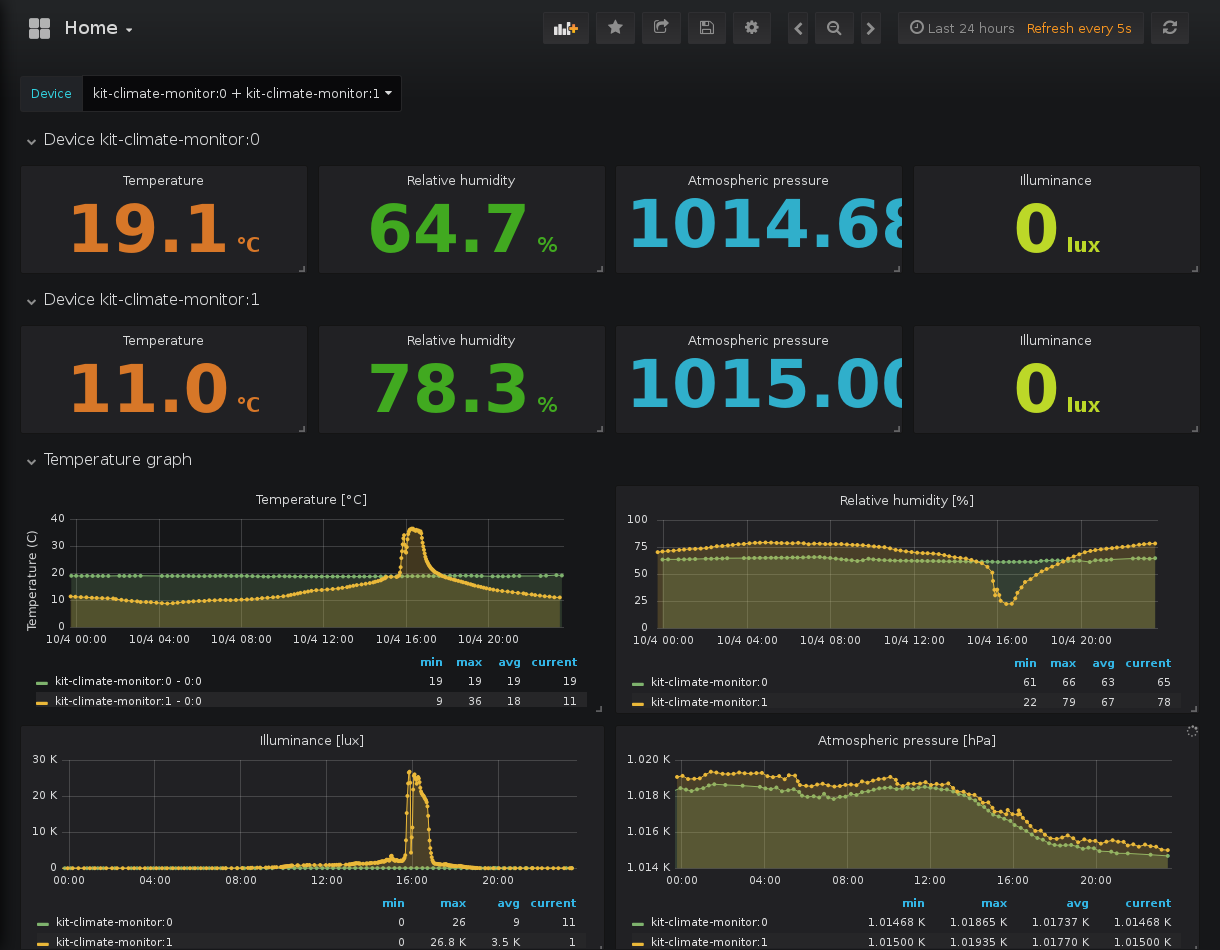 Home
Last 24 hours Refresh every 5s
Device kit-climate-monitor:0 + kit-climate-monitor:1
Device kit-climate-monitor:0
Temperature Relative humidity Atmospheric pressure Illuminance
19.1 °C 64.7 % 1014.68 0 lux
Device kit-climate-monitor:1
Temperature Relative humidity Atmospheric pressure Illuminance
11.0 °C 78.3 % 1015.00 0 lux
Temperature graph
Temperature [°C]
Temperature (C)
40
30
20
10
0
10/4 00:00 10/4 04:00 10/4 08:00 10/4 12:00 10/4 16:00 10/4 20:00
min max avg current
kit-climate-monitor:0 - 0:0 19 19 19 19
kit-climate-monitor:1 - 0:0 9 36 18 11
Relative humidity [%]
100
75
50
25
0
10/4 00:00 10/4 04:00 10/4 08:00 10/4 12:00 10/4 16:00 10/4 20:00
min max avg current
kit-climate-monitor:0 61 66 63 65
kit-climate-monitor:1 22 79 67 78
Illuminance [lux]
30 K
20 K
10 K
0
00:00 04:00 08:00 12:00 16:00 20:00
min max avg current
kit-climate-monitor:0 0 26 9 11
kit-climate-monitor:1 0 26.8 K 3.5 K 1
Atmospheric pressure [hPa]
1.020 K
1.018 K
1.016 K
1.014 K
00:00 04:00 08:00 12:00 16:00 20:00
min max avg current
kit-climate-monitor:0 1.01468 K 1.01865 K 1.01737 K 1.01468 K
kit-climate-monitor:1 1.01500 K 1.01935 K 1.01770 K 1.01500 K